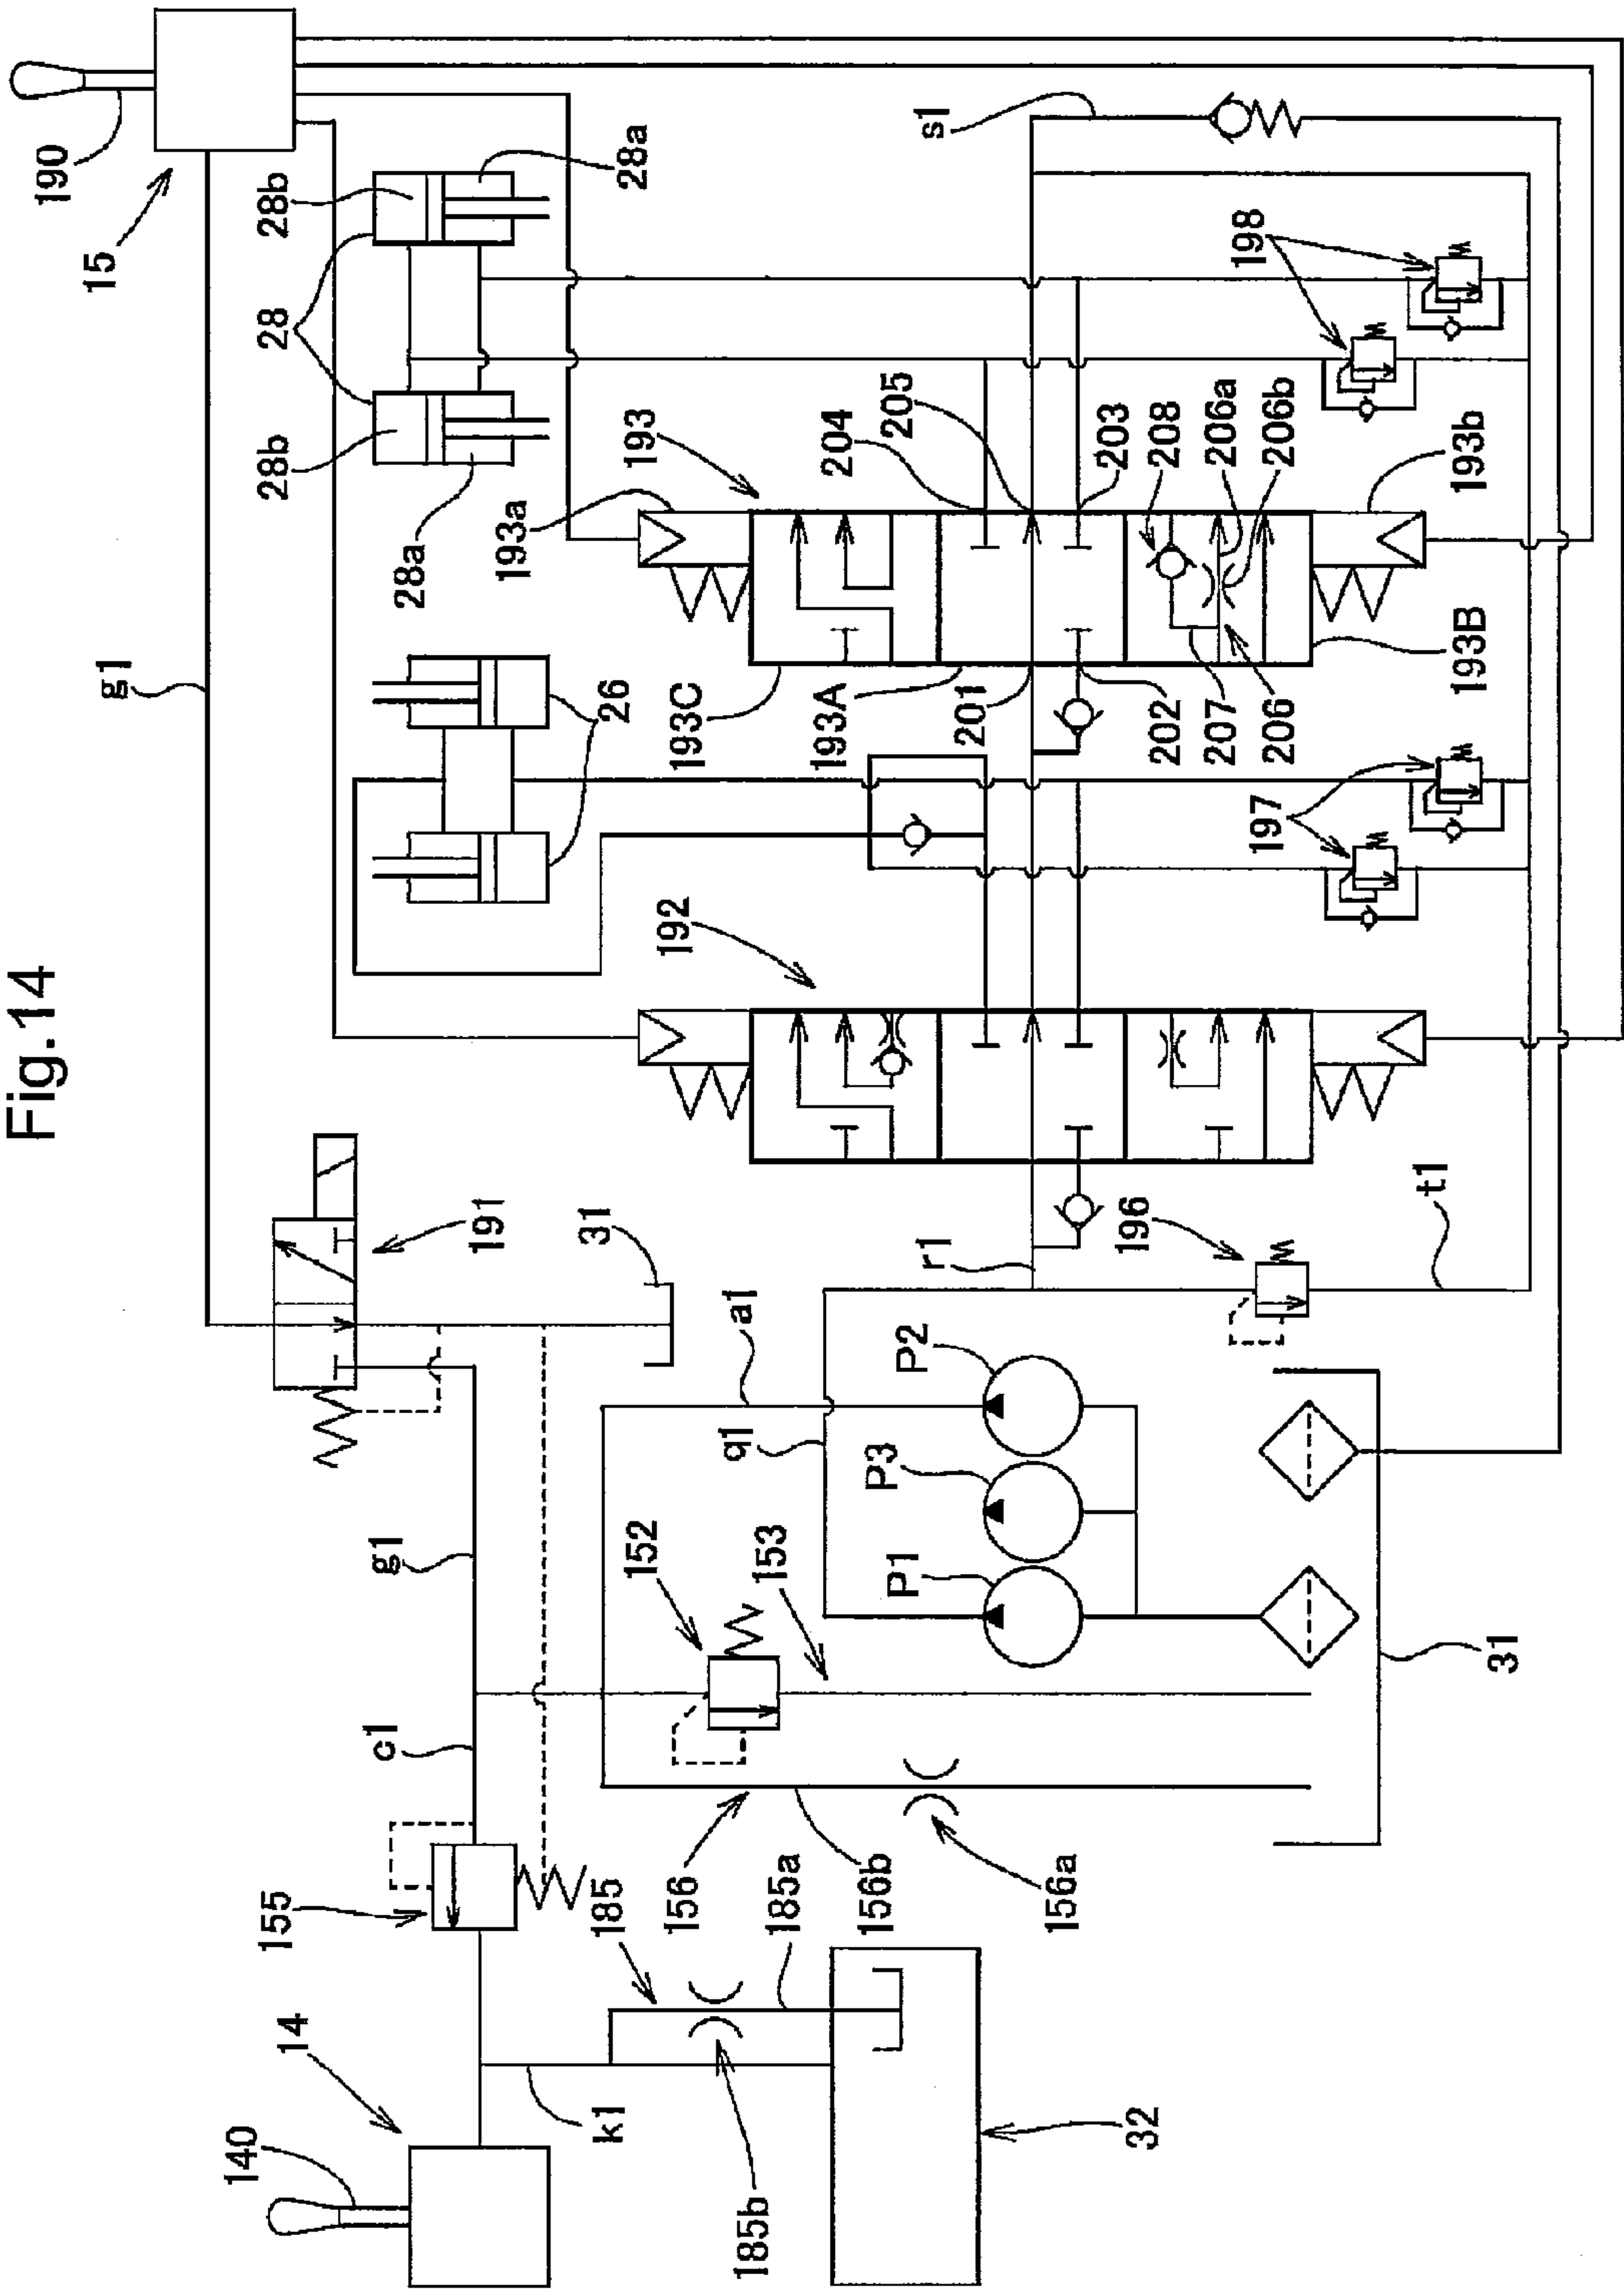 Fig.14
190
15
g1
28b
28
28b
28a
28a
193a
193
26
204
205
s1
198
193C
193A
201
202
207
206
203
208
206a
206b
193b
193B
197
192
191
31
r1
a1
q1
196
t1
P2
P3
P1
g1
152
153
c1
31
155
185
156
185a
156b
156a
14
140
k1
185b
32